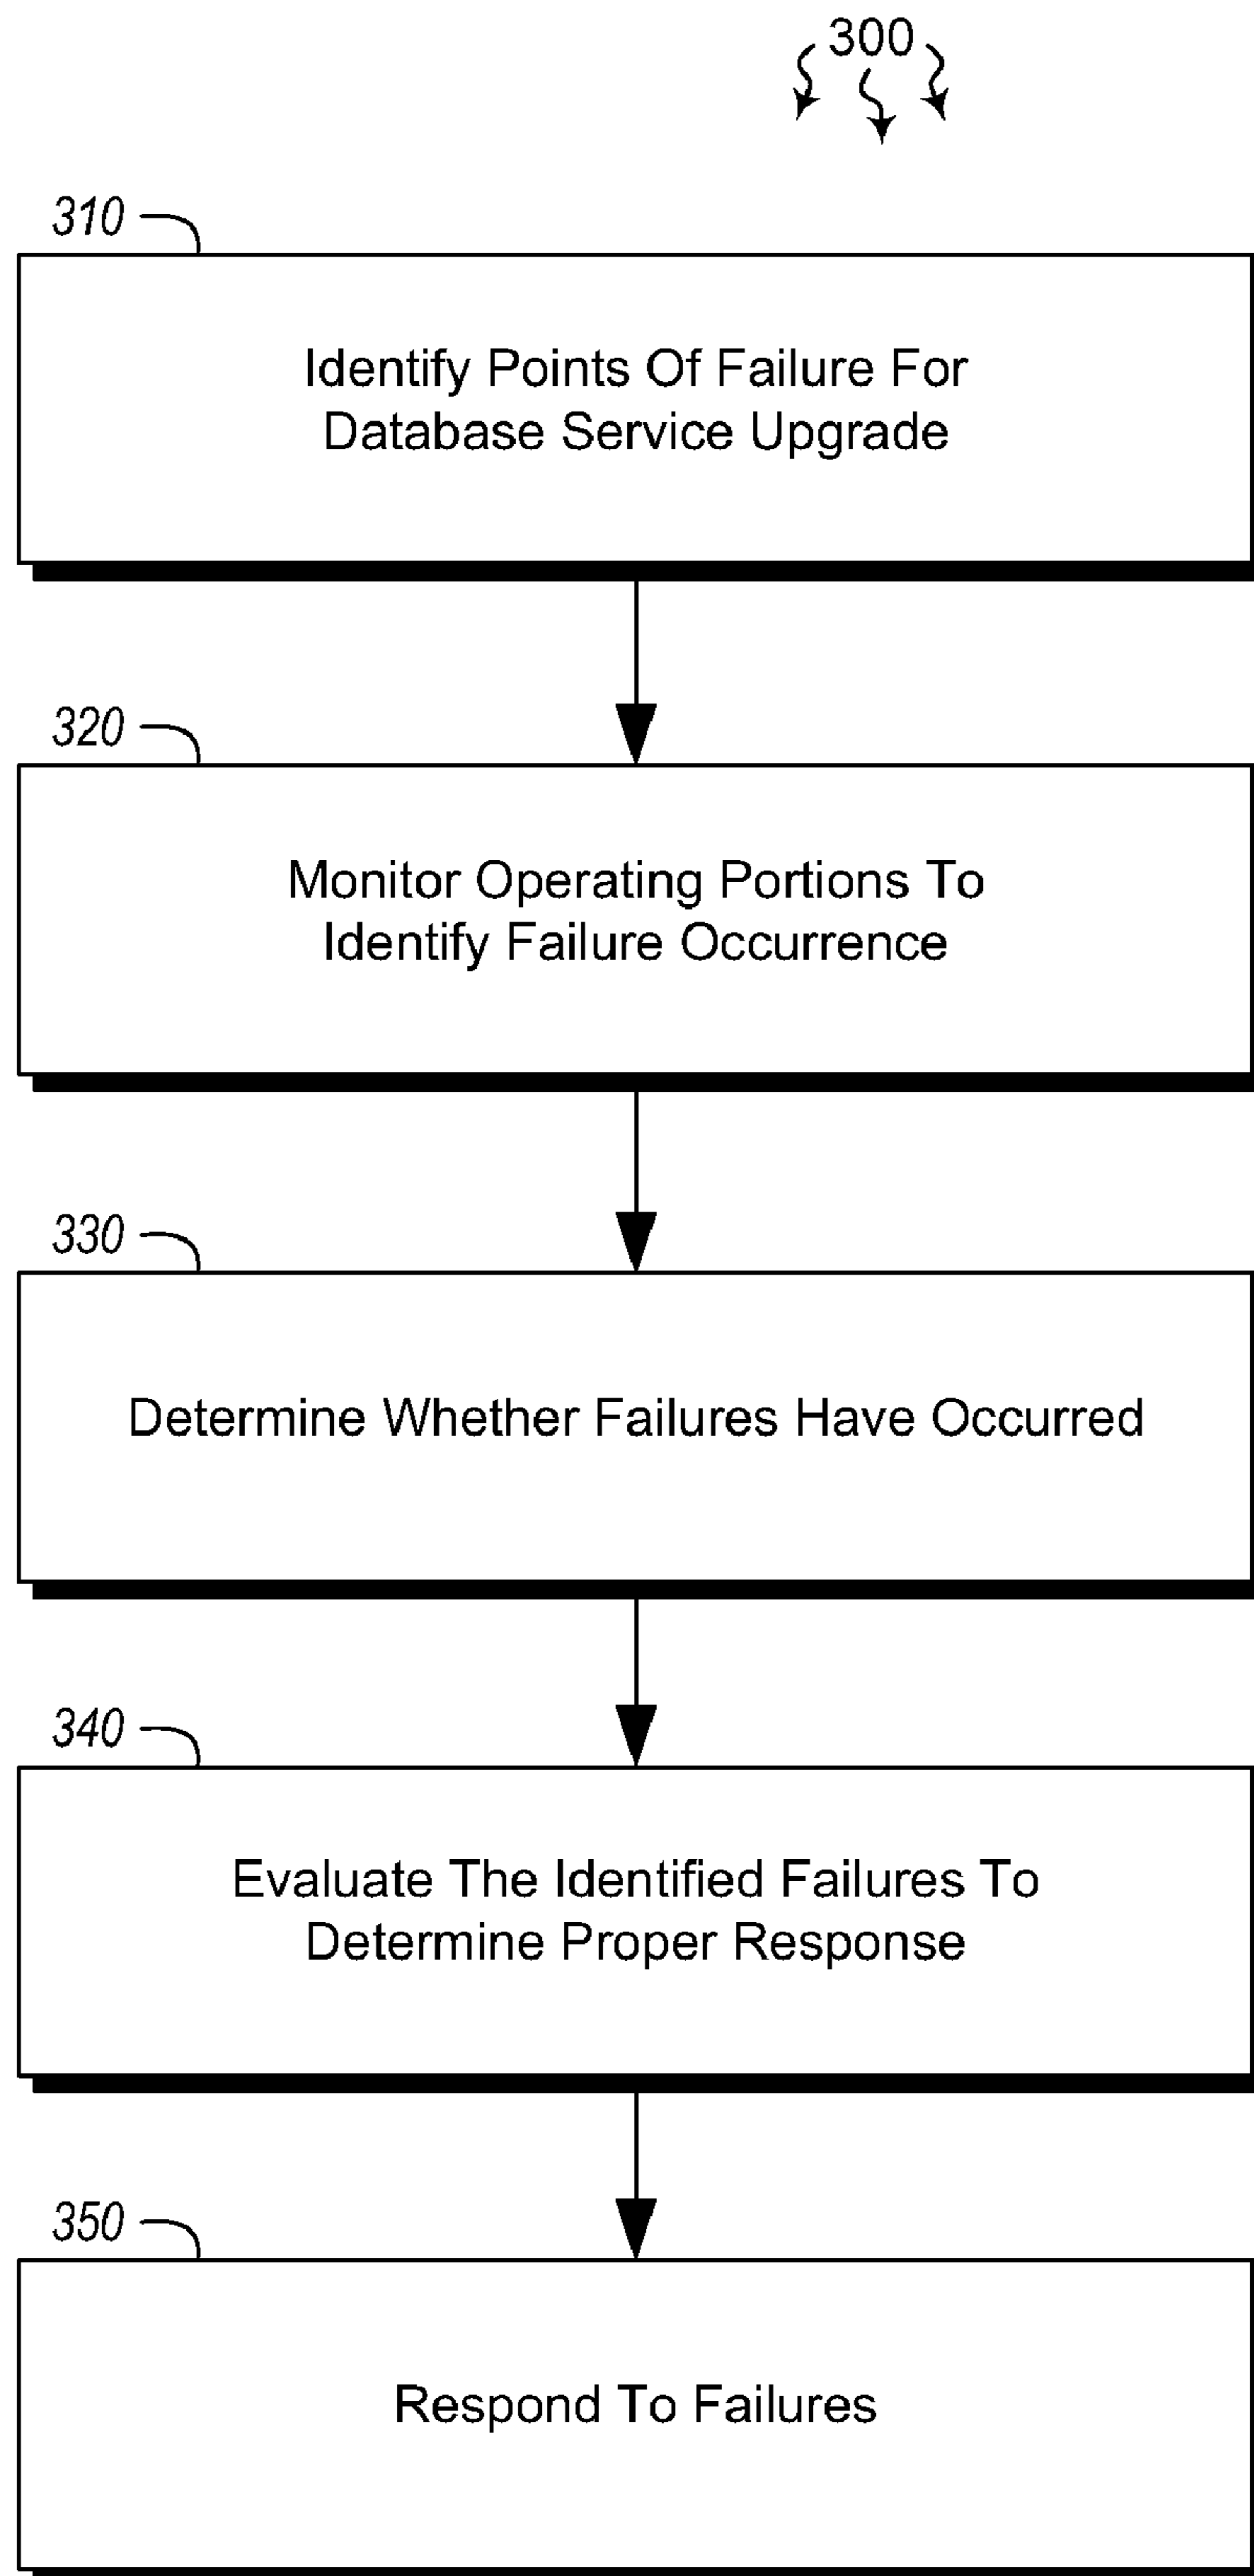 300
310
Identify Points Of Failure For
Database Service Upgrade
320
Monitor Operating Portions To
Identify Failure Occurrence
330
Determine Whether Failures Have Occurred
340
Evaluate The Identified Failures To
Determine Proper Response
350
Respond To Failures